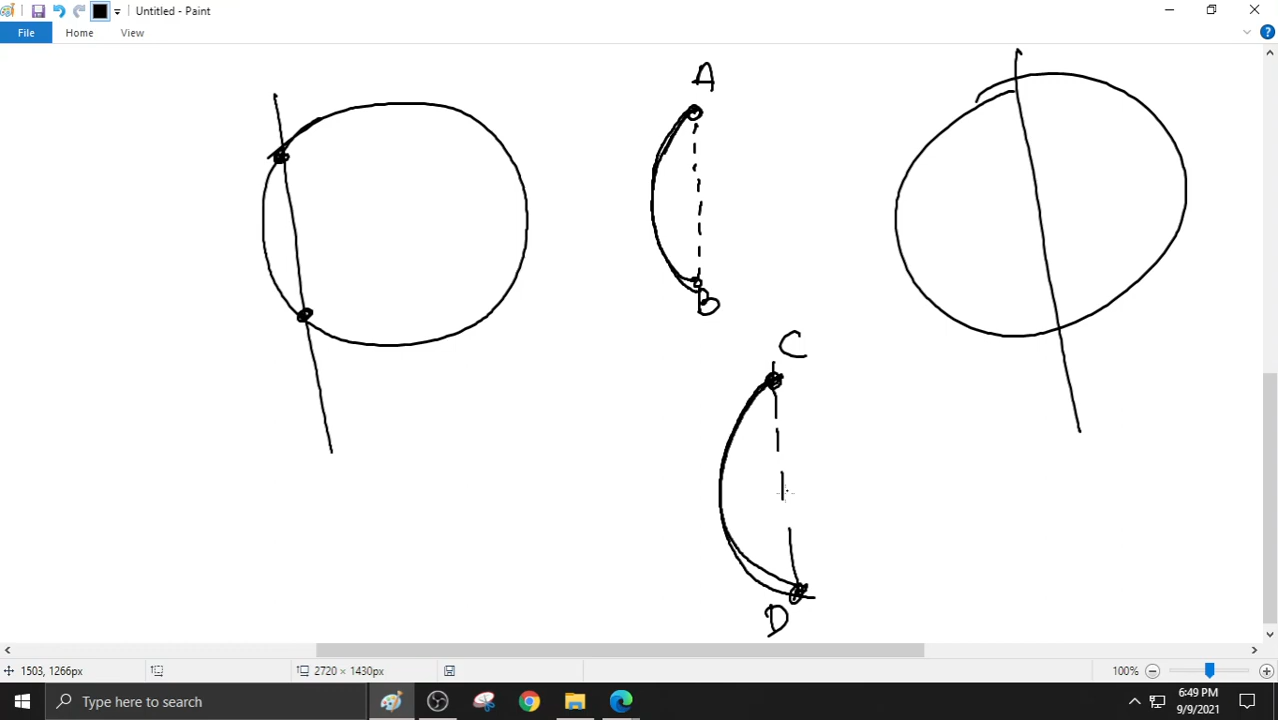 Untitled - Paint
File Home View
A
B
C
D
1503, 1266px 2720 × 1430px 100%
Type here to search
6:49 PM
9/9/2021